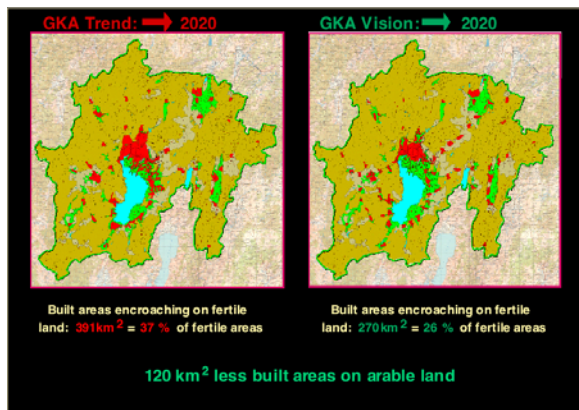 GKA Trend: 2020
GKA Vision: 2020
Built areas encroaching on fertile
land: 391km² = 37 % of fertile areas
Built areas encroaching on fertile
land: 270km² = 26 % of fertile areas
120 km² less built areas on arable land